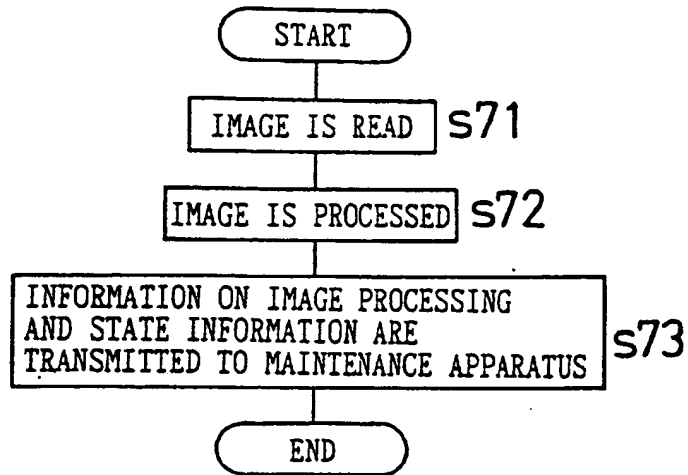 START
IMAGE IS READ s71
IMAGE IS PROCESSED s72
INFORMATION ON IMAGE PROCESSING
AND STATE INFORMATION ARE
TRANSMITTED TO MAINTENANCE APPARATUS s73
END